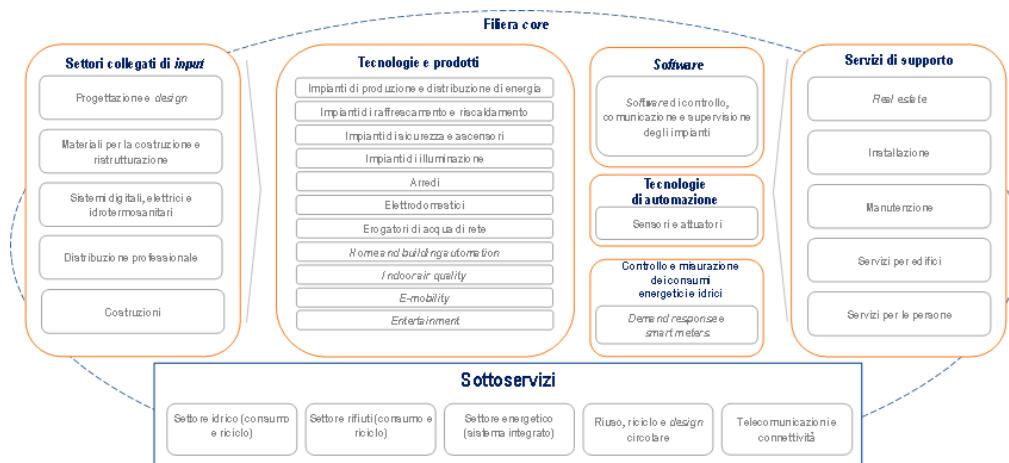 Filiera core
Settori collegati di input
Progettazione e design
Materiali per la costruzione e
ristrutturazione
Sistemi digitali, elettrici e
idrotermosanitari
Distribuzione professionale
Costruzioni
Tecnologie e prodotti
Impianti di produzione e distribuzione di energia
Impianti di raffrescamento e riscaldamento
Impianti di sicurezza e ascensori
Impianti di illuminazione
Arredi
Elettrodomestici
Erogatori di acqua di rete
Home and building automation
Indoor air quality
E-mobility
Entertainment
Software
Software di controllo,
comunicazione e supervisione
degli impianti
Tecnologie
di automazione
Sensori e attuatori
Controllo e misurazione
dei consumi
energetici e idrici
Demand response e
smart meters
Servizi di supporto
Real estate
Installazione
Manutenzione
Servizi per edifici
Servizi per le persone
Sottoservizi
Settore idrico (consumo
e riciclo)
Settore rifiuti (consumo e
riciclo)
Settore energetico
(sistema integrato)
Riuso, riciclo e design
circolare
Telecomunicazioni e
connettività